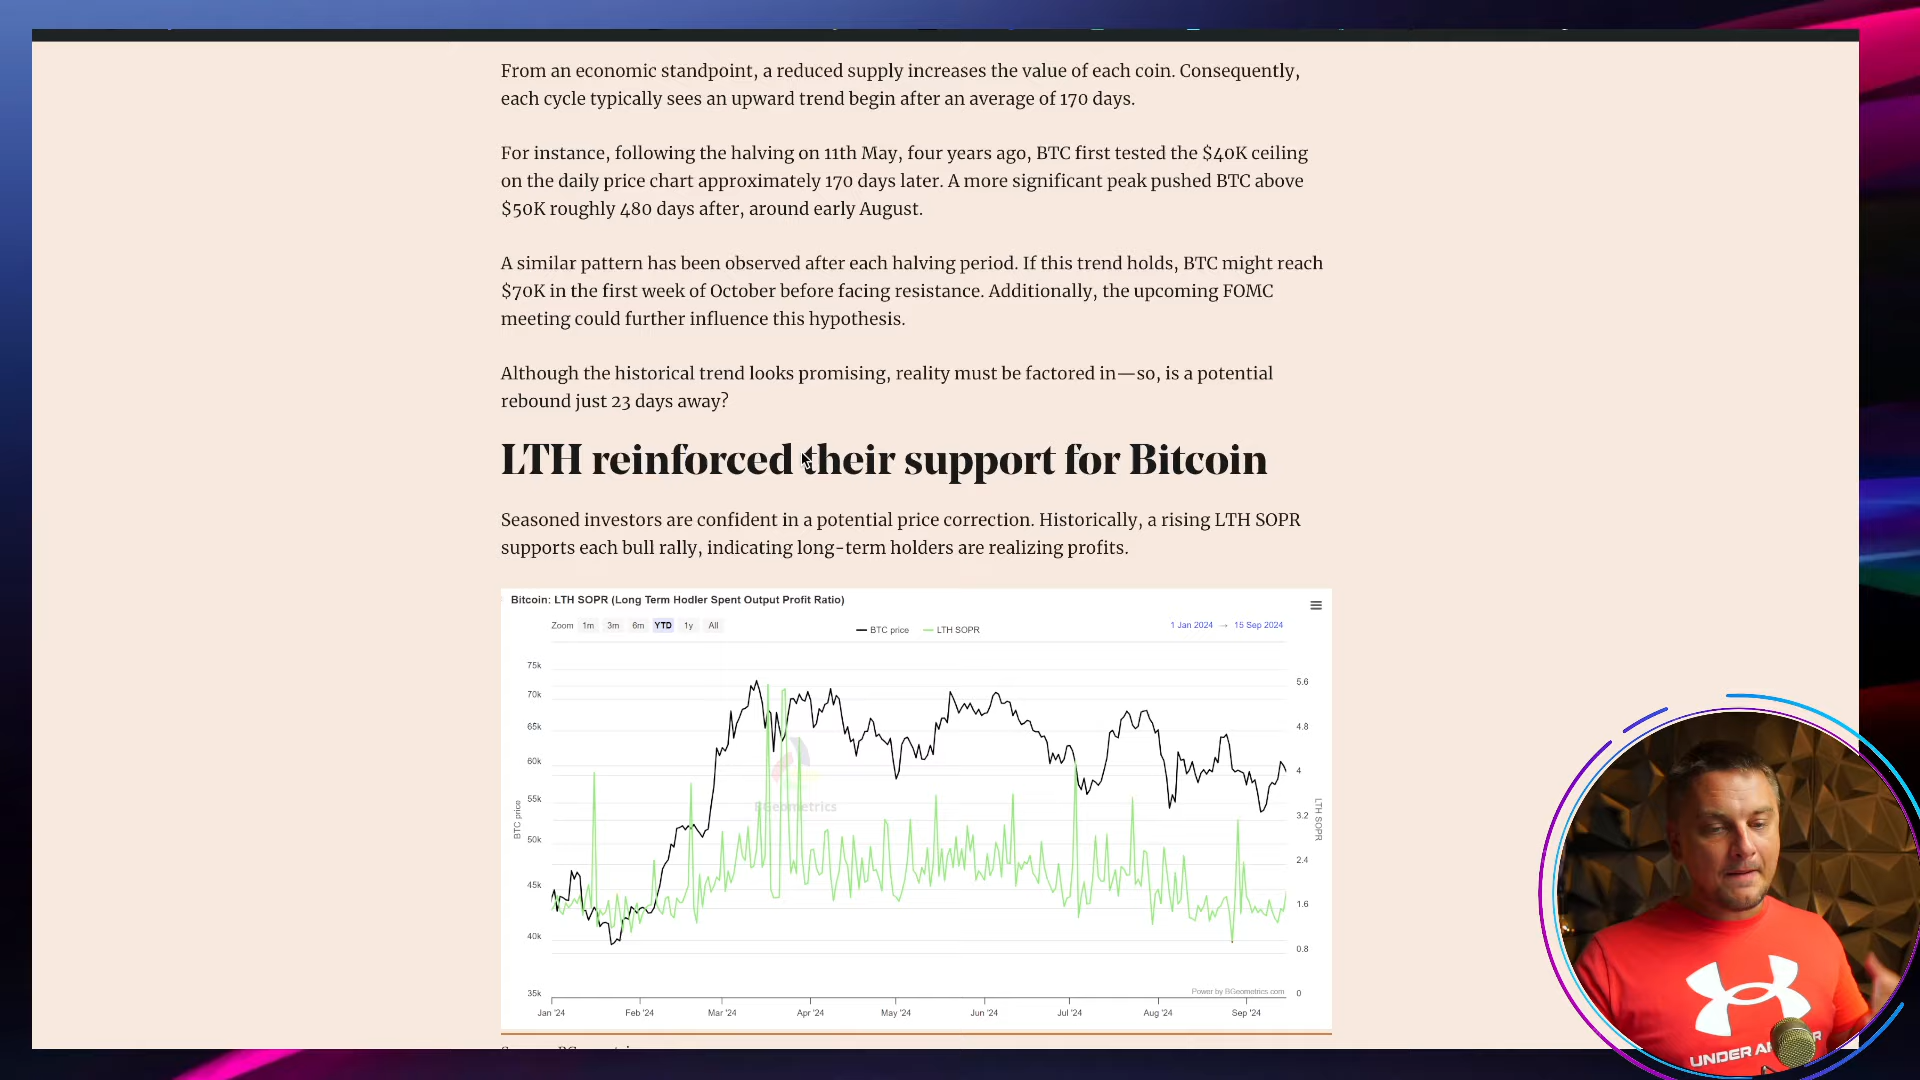 From an economic standpoint, a reduced supply increases the value of each coin. Consequently,
each cycle typically sees an upward trend begin after an average of 170 days.
For instance, following the halving on 11th May, four years ago, BTC first tested the $40K ceiling
on the daily price chart approximately 170 days later. A more significant peak pushed BTC above
$50K roughly 480 days after, around early August.
A similar pattern has been observed after each halving period. If this trend holds, BTC might reach
$70K in the first week of October before facing resistance. Additionally, the upcoming FOMC
meeting could further influence this hypothesis.
Although the historical trend looks promising, reality must be factored in—so, is a potential
rebound just 23 days away?
LTH reinforced their support for Bitcoin
Seasoned investors are confident in a potential price correction. Historically, a rising LTH SOPR
supports each bull rally, indicating long-term holders are realizing profits.
Bitcoin: LTH SOPR (Long Term Hodler Spent Output Profit Ratio)
Zoom 1m 3m 6m YTD 1y All
BTC price LTH SOPR
1 Jan 2024 → 15 Sep 2024
75k
70k
65k
60k
55k
50k
45k
40k
35k
BTC price
5.6
4.8
4
3.2
2.4
1.6
0.8
0
LTH SOPR
BGeometrics
Power by BGeometrics.com
Jan '24 Feb '24 Mar '24 Apr '24 May '24 Jun '24 Jul '24 Aug '24 Sep '24
UNDER